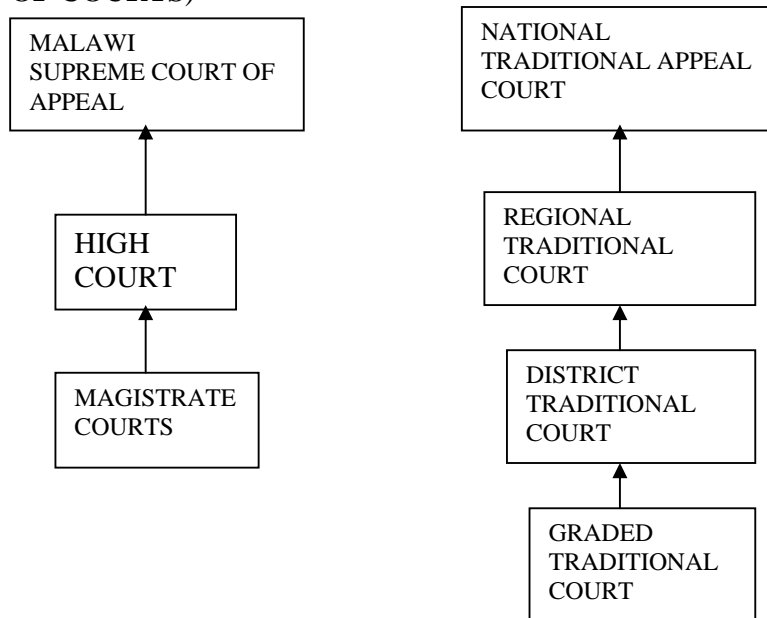 OF COURTS)
MALAWI
SUPREME COURT OF
APPEAL
HIGH
COURT
MAGISTRATE
COURTS
NATIONAL
TRADITIONAL APPEAL
COURT
REGIONAL
TRADITIONAL
COURT
DISTRICT
TRADITIONAL
COURT
GRADED
TRADITIONAL
COURT